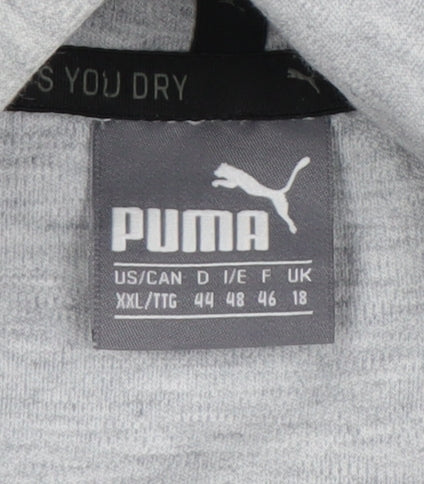 S YOU DRY
PUMA
US/CAN D I/E F UK
XXL/TTG 44 48 46 18